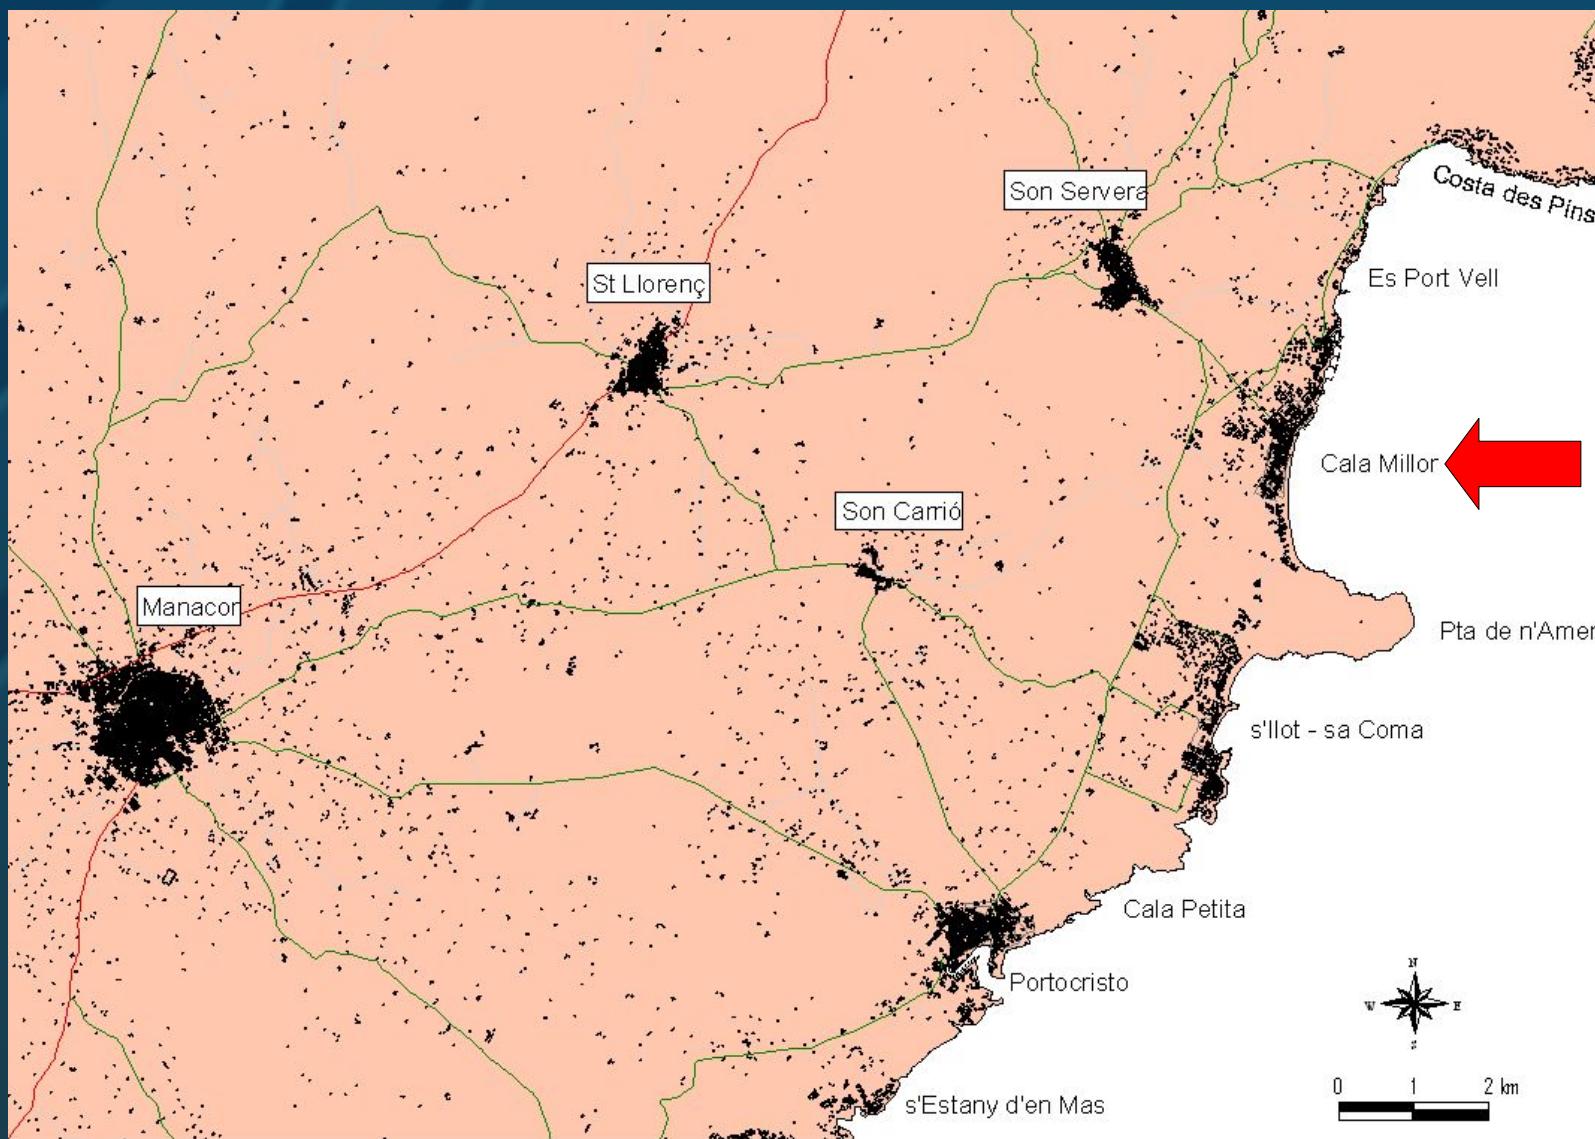 Son Servera
Costa des Pins
St Llorenç
Es Port Vell
Cala Millor
Son Carrió
Manacor
Pta de n'Amer
s'Illot - sa Coma
Cala Petita
Portocristo
N
W E
S
0 1 2 km
s'Estany d'en Mas